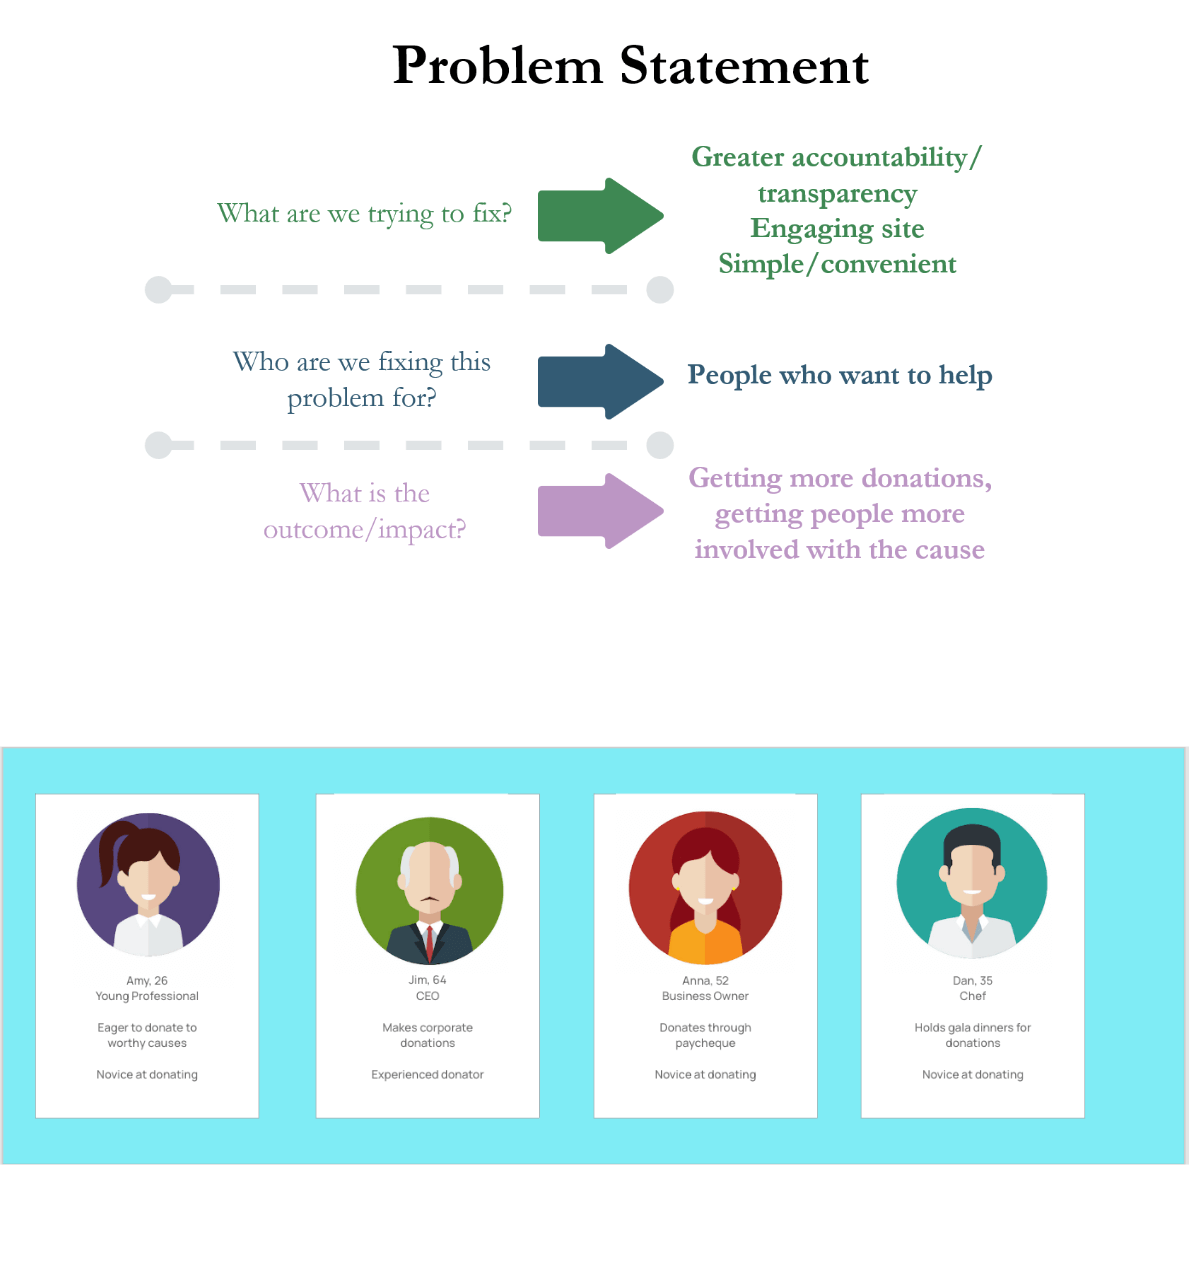 Problem Statement
What are we trying to fix?
Greater accountability/
transparency
Engaging site
Simple/convenient
Who are we fixing this
problem for?
People who want to help
What is the
outcome/impact?
Getting more donations,
getting people more
involved with the cause
Amy, 26
Young Professional
Eager to donate to
worthy causes
Novice at donating
Jim, 64
CEO
Makes corporate
donations
Experienced donator
Anna, 52
Business Owner
Donates through
paycheque
Novice at donating
Dan, 35
Chef
Holds gala dinners for
donations
Novice at donating